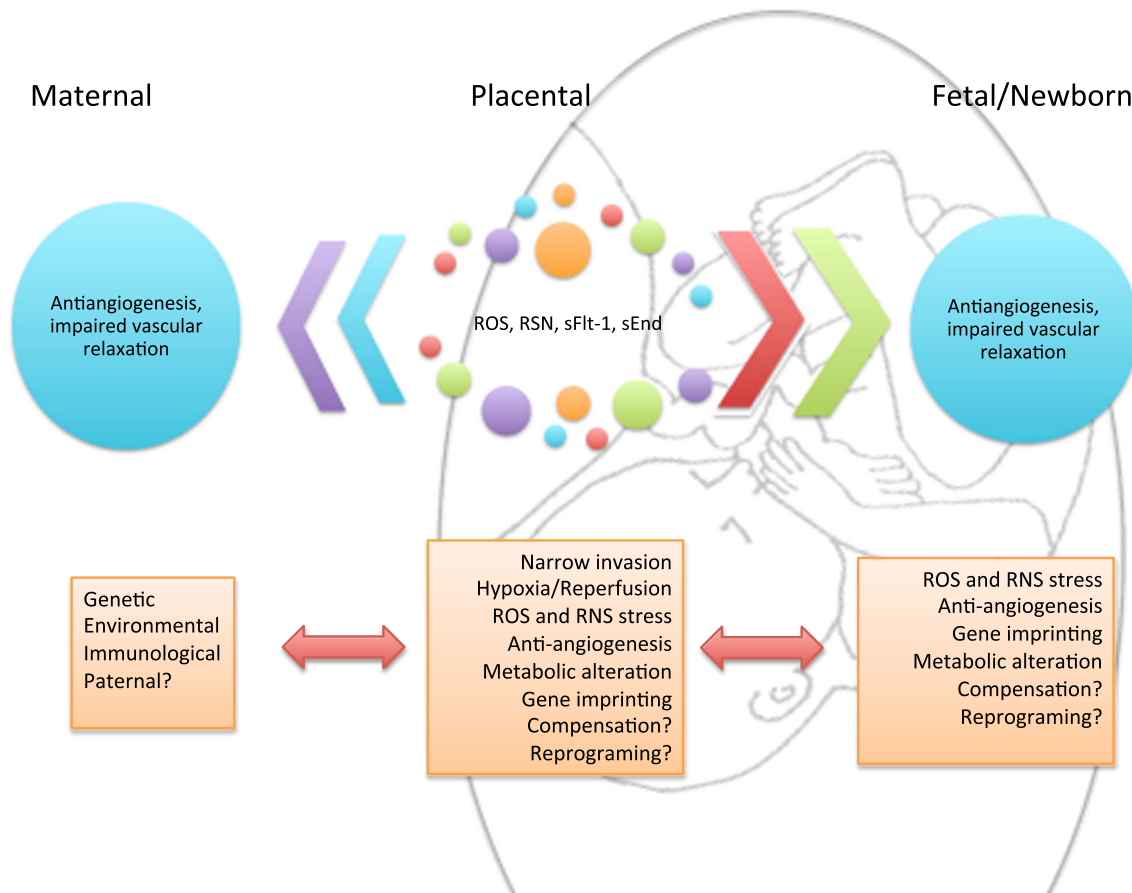 Maternal
Placental
Fetal/Newborn
Antiangiogenesis,
impaired vascular
relaxation
ROS, RSN, sFlt-1, sEnd
Antiangiogenesis,
impaired vascular
relaxation
Genetic
Environmental
Immunological
Paternal?
Narrow invasion
Hypoxia/Reperfusion
ROS and RNS stress
Anti-angiogenesis
Metabolic alteration
Gene imprinting
Compensation?
Reprograming?
ROS and RNS stress
Anti-angiogenesis
Gene imprinting
Metabolic alteration
Compensation?
Reprograming?